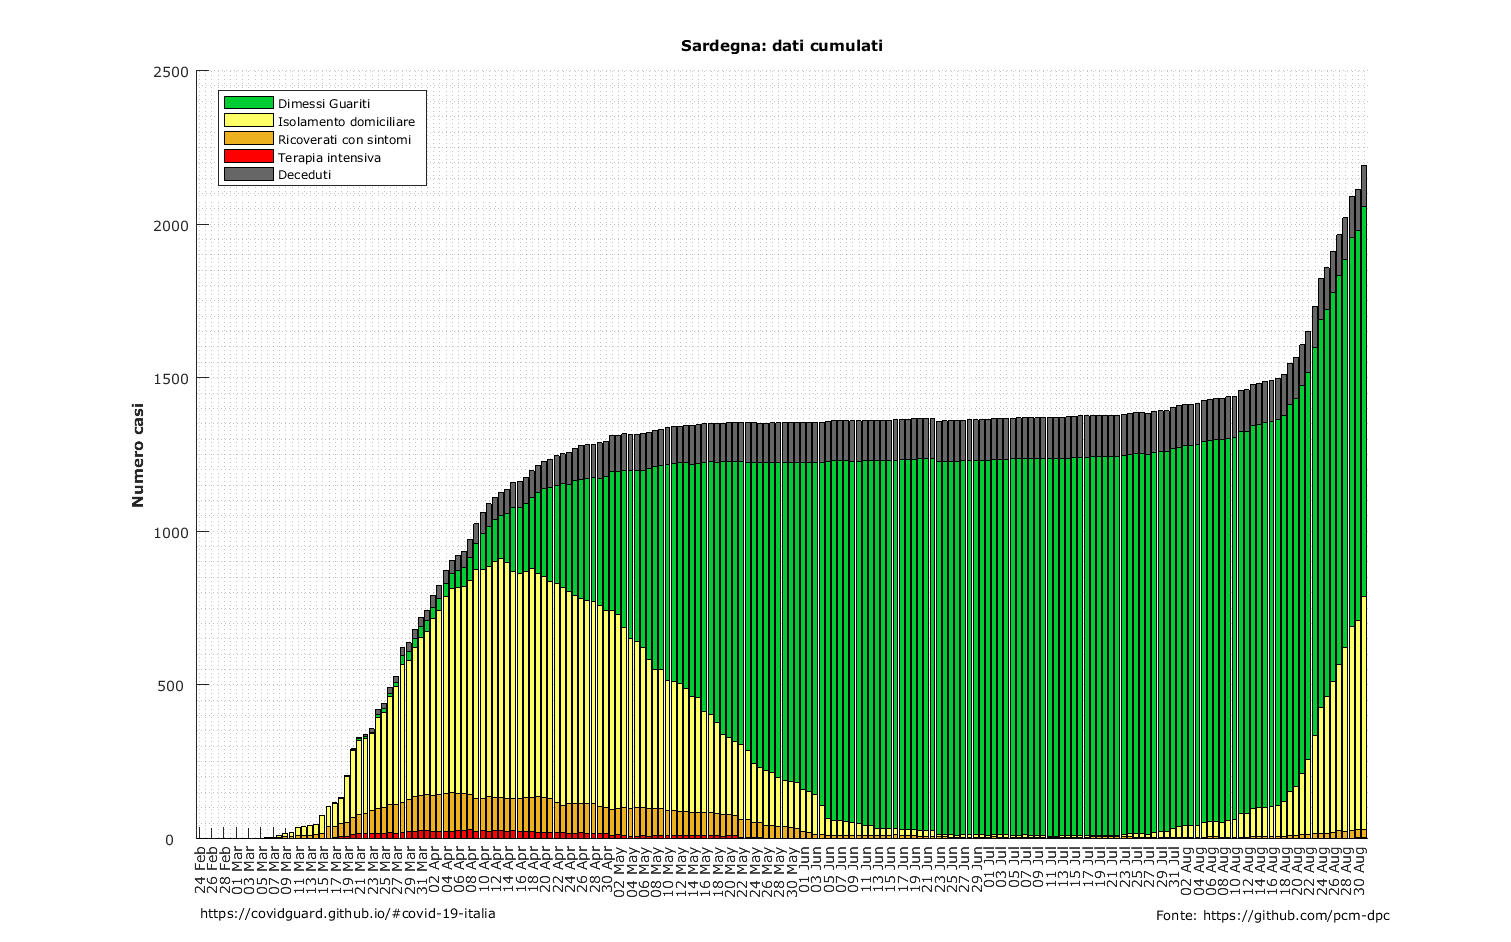 Sardegna: dati cumulati
2500
2000
1500
1000
500
0
Numero casi
Dimessi Guariti
Isolamento domiciliare
Ricoverati con sintomi
Terapia intensiva
Deceduti
24 Feb
26 Feb
28 Feb
01 Mar
03 Mar
05 Mar
07 Mar
09 Mar
11 Mar
13 Mar
15 Mar
17 Mar
19 Mar
21 Mar
23 Mar
25 Mar
27 Mar
29 Mar
31 Mar
02 Apr
04 Apr
06 Apr
08 Apr
10 Apr
12 Apr
14 Apr
16 Apr
18 Apr
20 Apr
22 Apr
24 Apr
26 Apr
28 Apr
30 Apr
02 May
04 May
06 May
08 May
10 May
12 May
14 May
16 May
18 May
20 May
22 May
24 May
26 May
28 May
30 May
01 Jun
03 Jun
05 Jun
07 Jun
09 Jun
11 Jun
13 Jun
15 Jun
17 Jun
19 Jun
21 Jun
23 Jun
25 Jun
27 Jun
29 Jun
01 Jul
03 Jul
05 Jul
07 Jul
09 Jul
11 Jul
13 Jul
15 Jul
17 Jul
19 Jul
21 Jul
23 Jul
25 Jul
27 Jul
29 Jul
31 Jul
02 Aug
04 Aug
06 Aug
08 Aug
10 Aug
12 Aug
14 Aug
16 Aug
18 Aug
20 Aug
22 Aug
24 Aug
26 Aug
28 Aug
30 Aug
https://covidguard.github.io/#covid-19-italia
Fonte: https://github.com/pcm-dpc